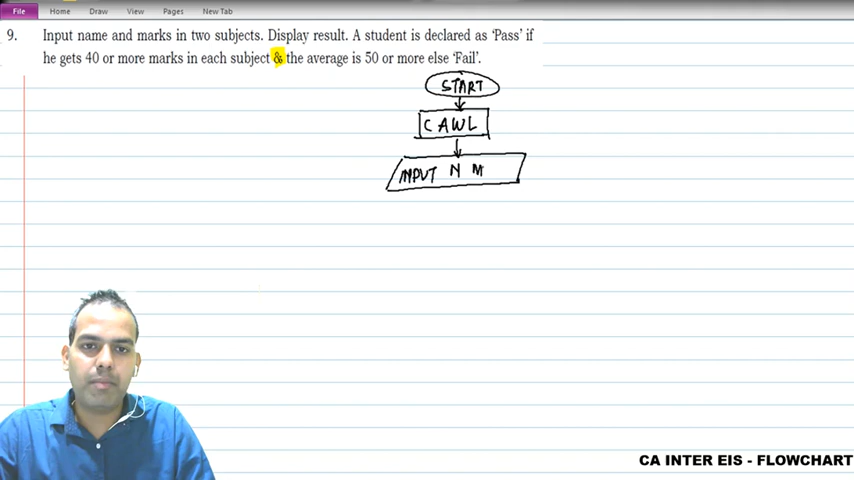 File Home Draw View Pages New Tab
9. Input name and marks in two subjects. Display result. A student is declared as 'Pass' if
he gets 40 or more marks in each subject & the average is 50 or more else 'Fail'.
START
CAWL
INPUT N M
CA INTER EIS - FLOWCHART